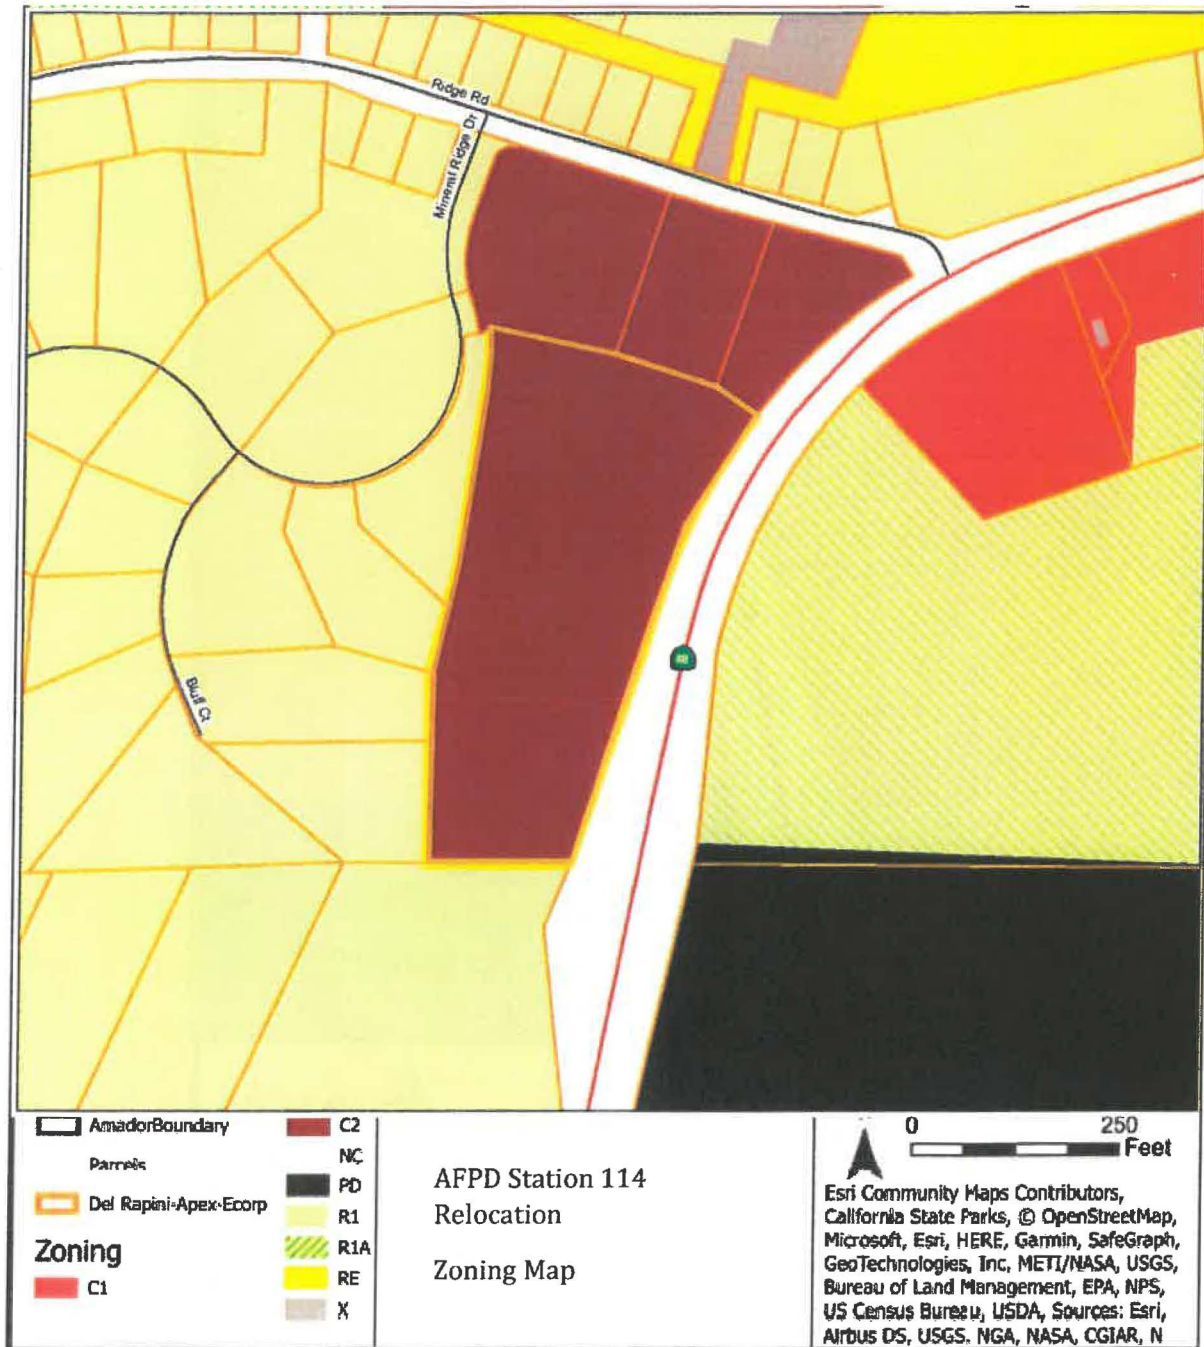 Ridge Rd
Mineral Ridge Dr
Bluff Ct
AmadorBoundary
Parcels
Del Rapini-Apex-Ecorp
Zoning
C1
C2
NC
PD
R1
R1A
RE
X
AFPD Station 114
Relocation
Zoning Map
0 250
Feet
Esri Community Maps Contributors,
California State Parks, © OpenStreetMap,
Microsoft, Esri, HERE, Garmin, SafeGraph,
GeoTechnologies, Inc, METI/NASA, USGS,
Bureau of Land Management, EPA, NPS,
US Census Bureau, USDA, Sources: Esri,
Airbus DS, USGS, NGA, NASA, CGIAR, N